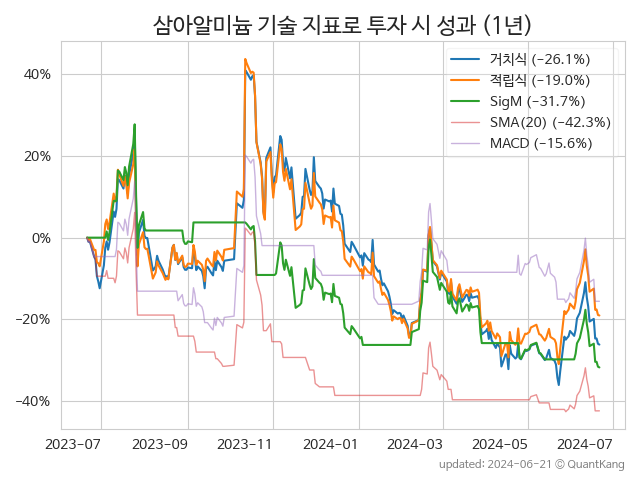 삼아알미늄 기술 지표로 투자 시 성과 (1년)
거치식 (−26.1%)
적립식 (−19.0%)
SigM (−31.7%)
SMA(20) (−42.3%)
MACD (−15.6%)
40%
20%
0%
−20%
−40%
2023-07 2023-09 2023-11 2024-01 2024-03 2024-05 2024-07
updated: 2024-06-21 © QuantKang